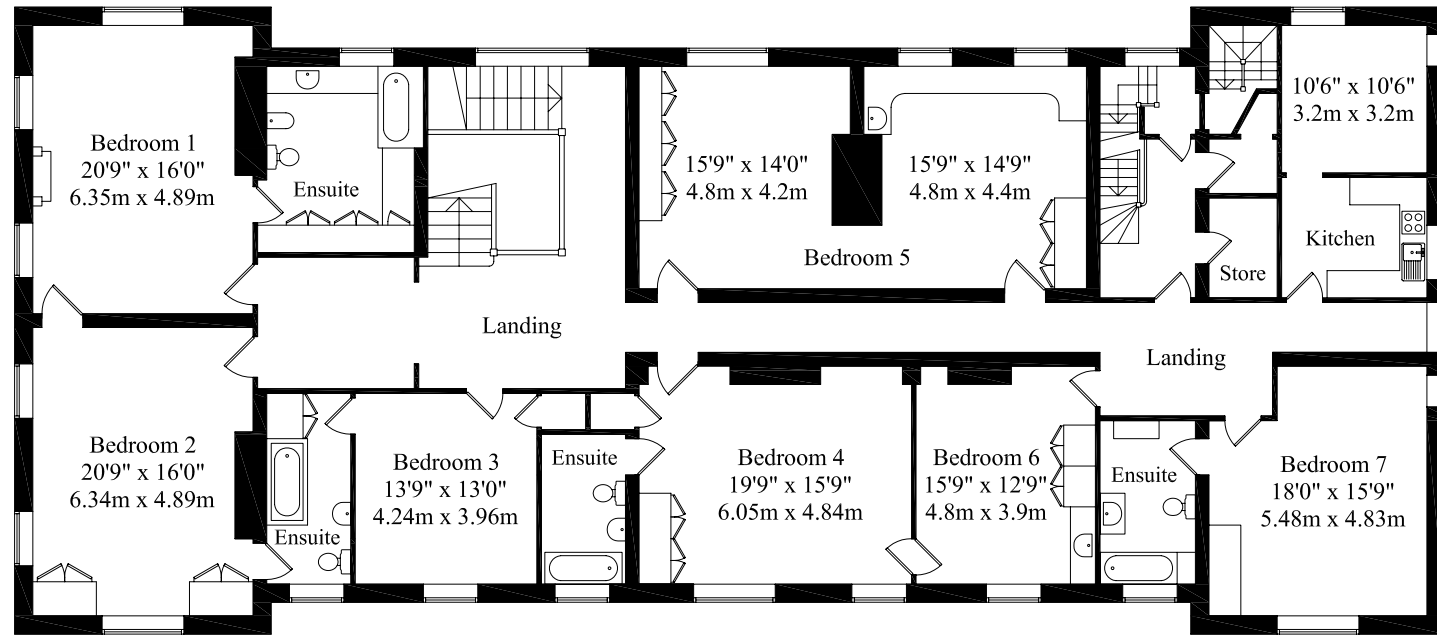 Bedroom 1
20'9" x 16'0"
6.35m x 4.89m
Ensuite
15'9" x 14'0"
4.8m x 4.2m
15'9" x 14'9"
4.8m x 4.4m
Bedroom 5
10'6" x 10'6"
3.2m x 3.2m
Kitchen
Store
Landing
Landing
Bedroom 2
20'9" x 16'0"
6.34m x 4.89m
Ensuite
Bedroom 3
13'9" x 13'0"
4.24m x 3.96m
Ensuite
Bedroom 4
19'9" x 15'9"
6.05m x 4.84m
Bedroom 6
15'9" x 12'9"
4.8m x 3.9m
Ensuite
Bedroom 7
18'0" x 15'9"
5.48m x 4.83m